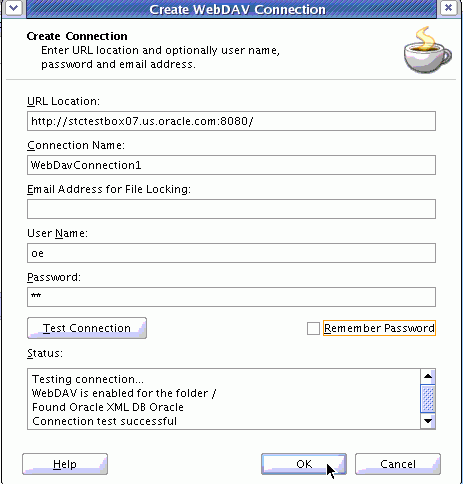 Create WebDAV Connection
Create Connection
Enter URL location and optionally user name,
password and email address.
URL Location:
http://stctestbox07.us.oracle.com:8080/
Connection Name:
WebDavConnection1
Email Address for File Locking:
User Name:
oe
Password:
**
Test Connection
Remember Password
Status:
Testing connection...
WebDAV is enabled for the folder /
Found Oracle XML DB Oracle
Connection test successful
Help
OK
Cancel